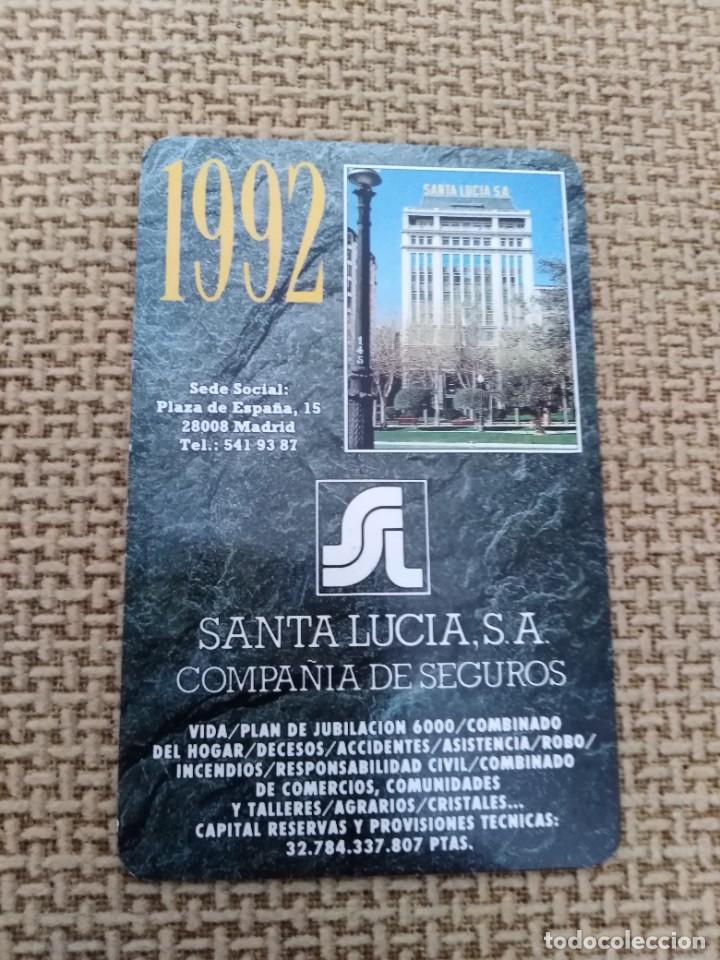 1992
SANTA LUCIA S.A.
145
Sede Social:
Plaza de España, 15
28008 Madrid
Tel.: 541 93 87
SANTA LUCIA, S.A.
COMPAÑIA DE SEGUROS
VIDA/PLAN DE JUBILACION 6000/COMBINADO
DEL HOGAR/DECESOS/ACCIDENTES/ASISTENCIA/ROBO/
INCENDIOS/RESPONSABILIDAD CIVIL/COMBINADO
DE COMERCIOS, COMUNIDADES
Y TALLERES/AGRARIOS/CRISTALES...
CAPITAL RESERVAS Y PROVISIONES TECNICAS:
32.784.337.807 PTAS.
todocoleccion